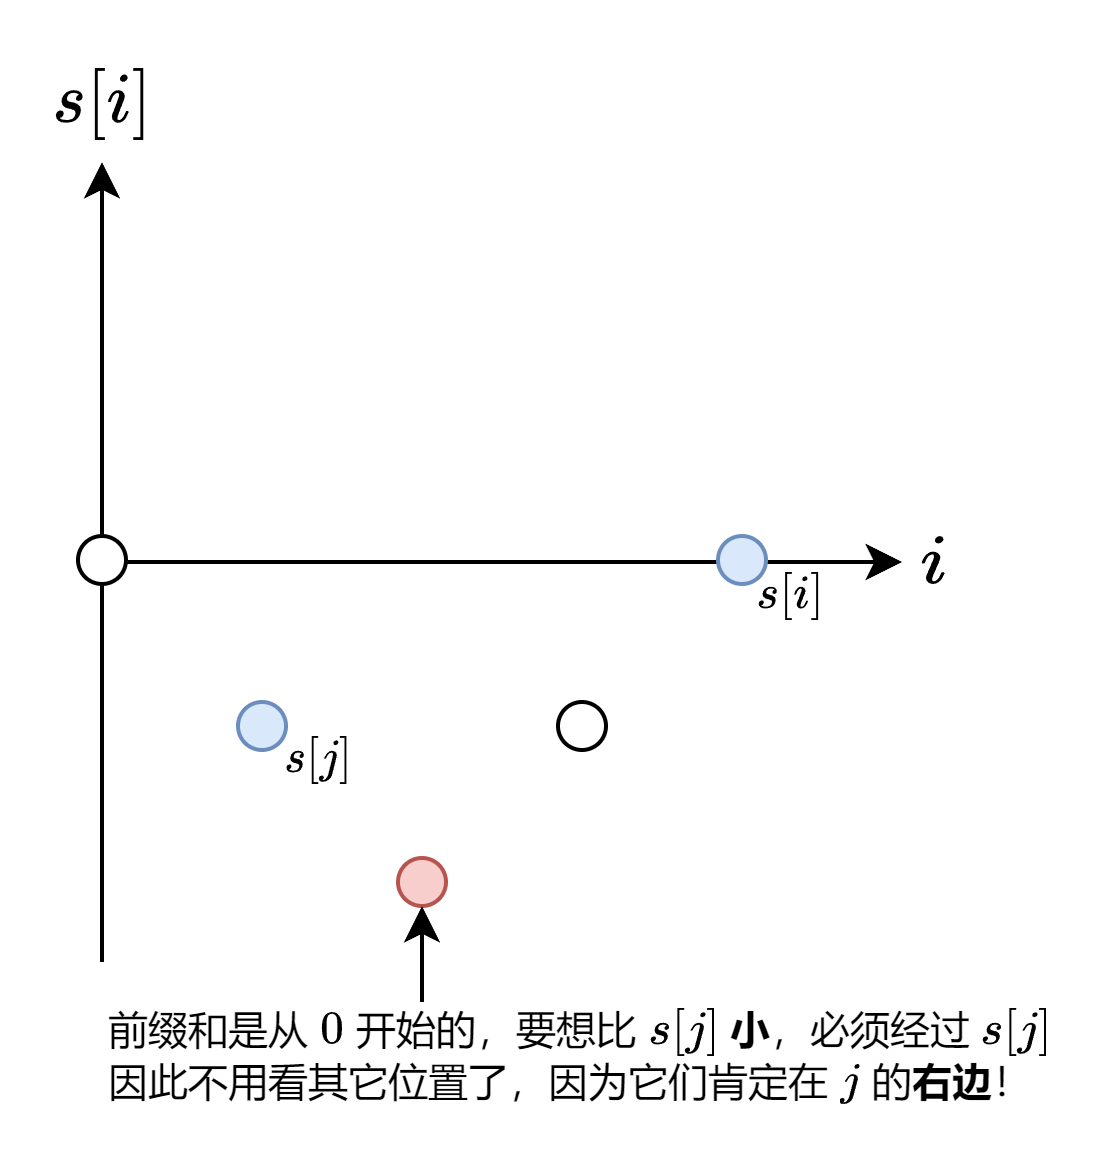 s[i]
i
s[i]
s[j]
前缀和是从 0 开始的，要想比 s[j] 小，必须经过 s[j]
因此不用看其它位置了，因为它们肯定在 j 的右边！